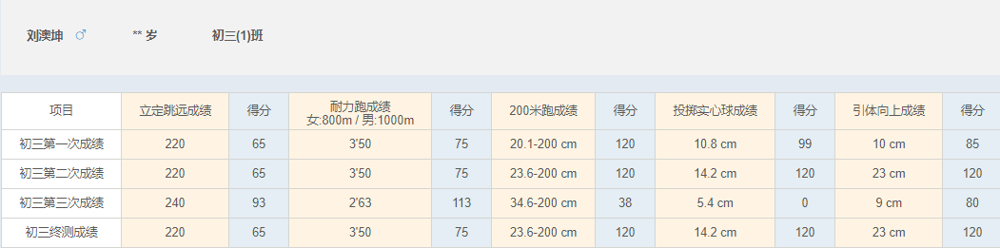 刘澳坤 ♂ ** 岁 初三(1)班
项目 立定跳远成绩 得分 耐力跑成绩 女:800m / 男:1000m 得分 200米跑成绩 得分 投掷实心球成绩 得分 引体向上成绩 得分
初三第一次成绩 220 65 3'50 75 20.1-200 cm 120 10.8 cm 99 10 cm 85
初三第二次成绩 220 65 3'50 75 23.6-200 cm 120 14.2 cm 120 23 cm 120
初三第三次成绩 240 93 2'63 113 34.6-200 cm 38 5.4 cm 0 9 cm 80
初三终测成绩 220 65 3'50 75 23.6-200 cm 120 14.2 cm 120 23 cm 120